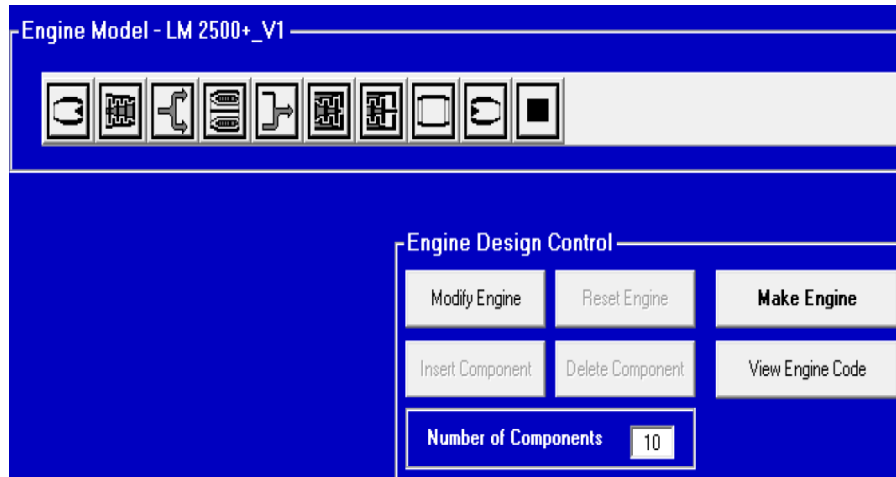 Engine Model - LM 2500+_V1
Engine Design Control
Modify Engine
Reset Engine
Make Engine
Insert Component
Delete Component
View Engine Code
Number of Components
10